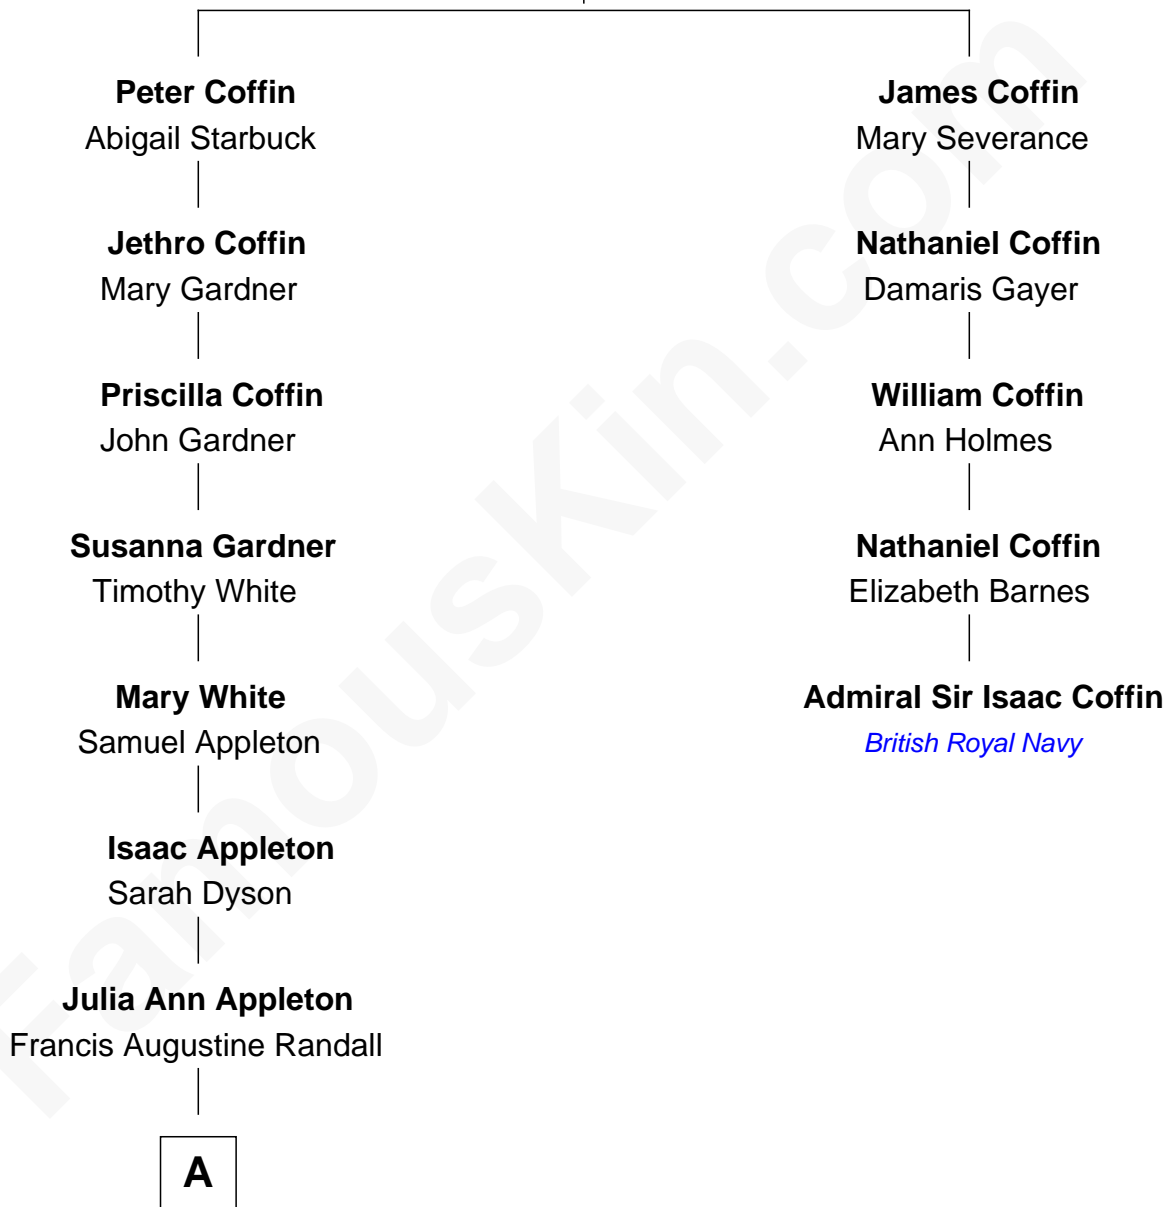 Peter Coffin
Abigail Starbuck
Jethro Coffin
Mary Gardner
Priscilla Coffin
John Gardner
Susanna Gardner
Timothy White
Mary White
Samuel Appleton
Isaac Appleton
Sarah Dyson
Julia Ann Appleton
Francis Augustine Randall
A
James Coffin
Mary Severance
Nathaniel Coffin
Damaris Gayer
William Coffin
Ann Holmes
Nathaniel Coffin
Elizabeth Barnes
Admiral Sir Isaac Coffin
British Royal Navy
FamousKin.com